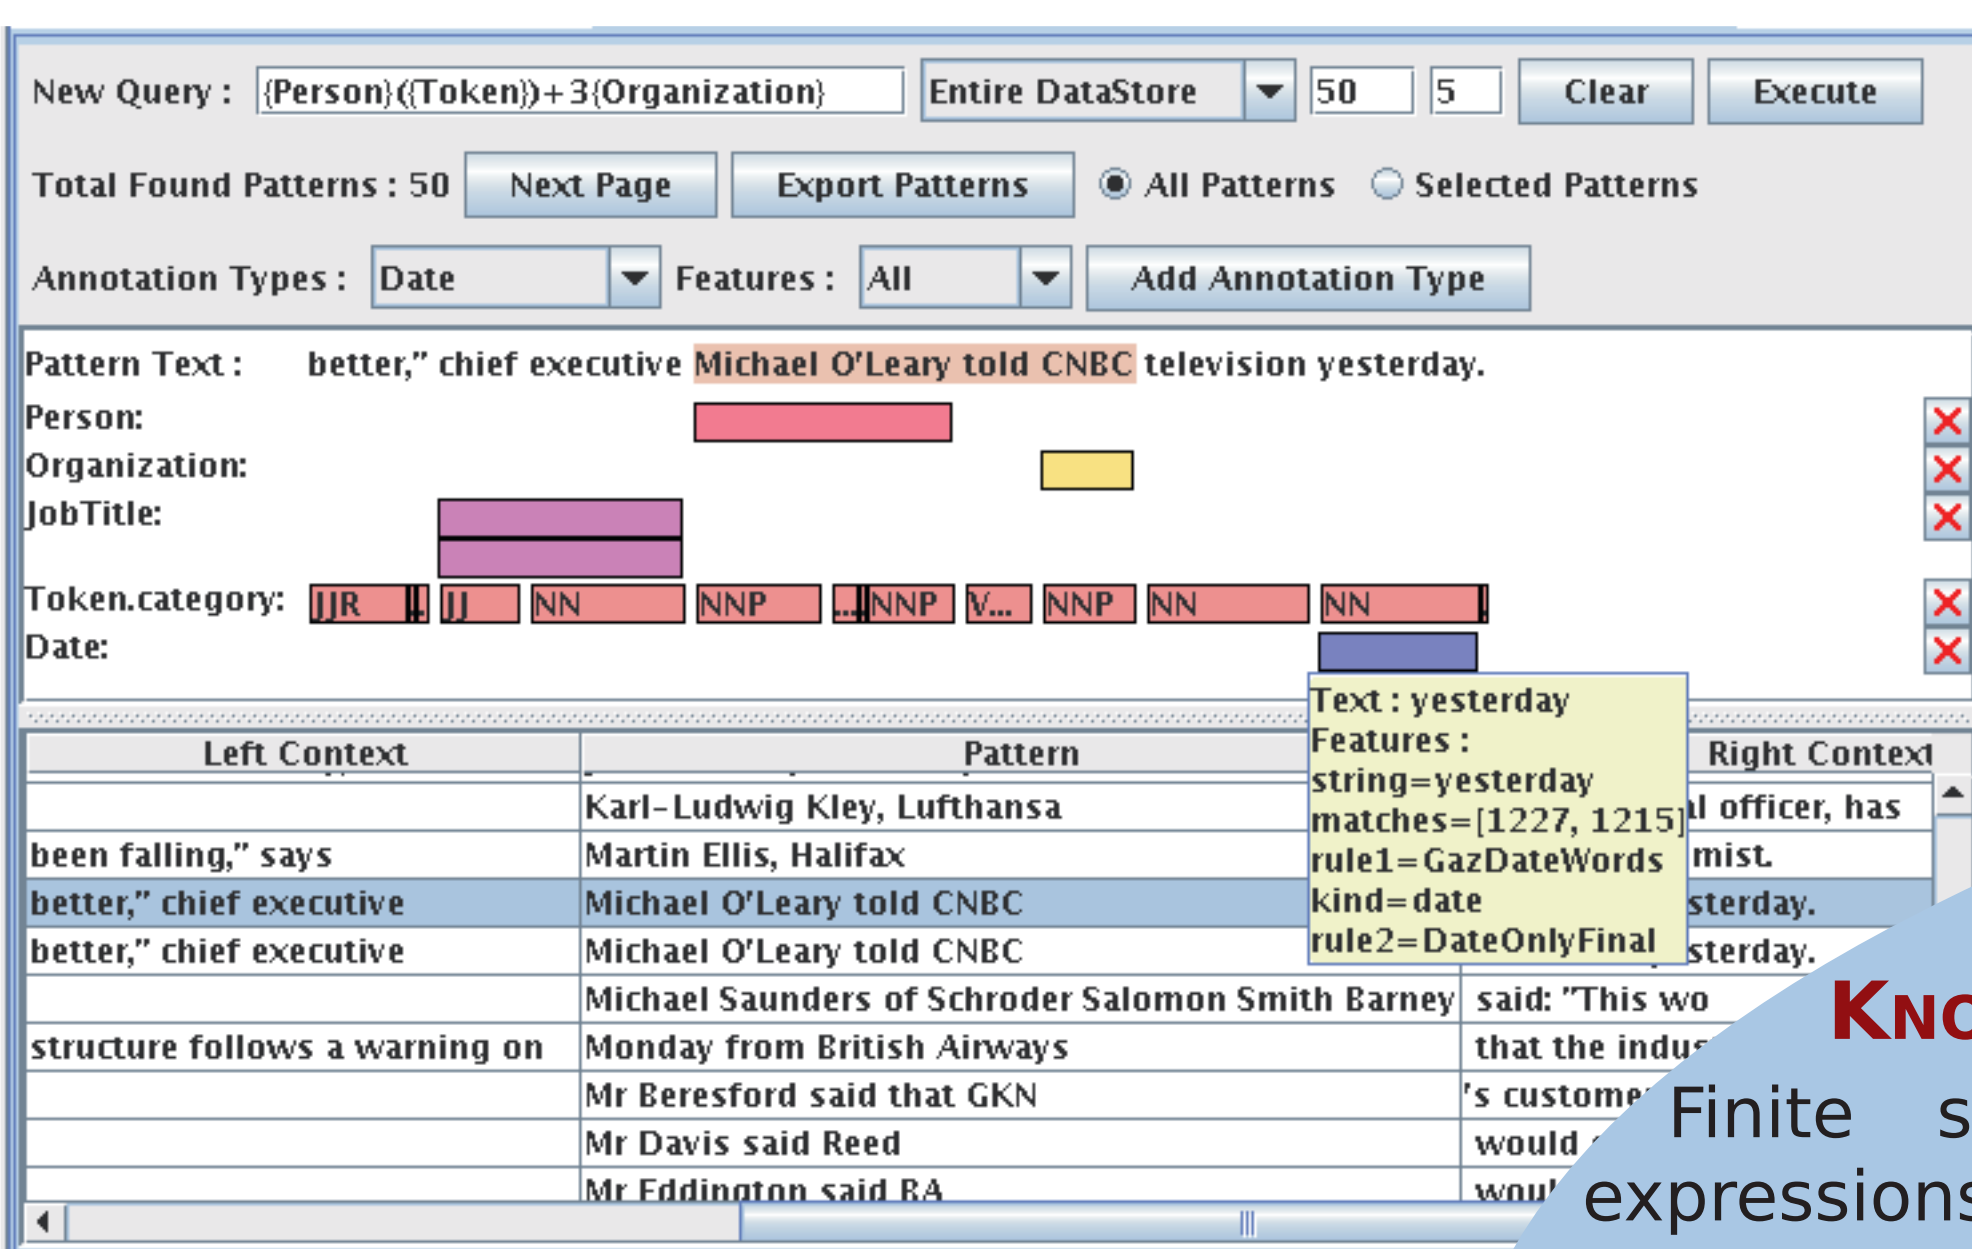 New Query : {Person}({Token})+3{Organization} Entire DataStore 50 5 Clear Execute
Total Found Patterns : 50 Next Page Export Patterns All Patterns Selected Patterns
Annotation Types : Date Features : All Add Annotation Type
Pattern Text : better,” chief executive Michael O'Leary told CNBC television yesterday.
Person:
Organization:
JobTitle:
Token.category: JJR JJ NN NNP ... NNP V... NNP NN NN
Date:
Text : yesterday
Features :
string=yesterday
matches=[1227, 1215]
rule1=GazDateWords
kind=date
rule2=DateOnlyFinal
Left Context Pattern Right Context
Karl-Ludwig Kley, Lufthansa l officer, has
been falling,” says Martin Ellis, Halifax mist.
better,” chief executive Michael O'Leary told CNBC sterday.
better,” chief executive Michael O'Leary told CNBC sterday.
Michael Saunders of Schroder Salomon Smith Barney said: "This wo
structure follows a warning on Monday from British Airways that the indus
Mr Beresford said that GKN 's custome
Mr Davis said Reed would
Mr Eddington said BA woul
KNO
Finite s
expressions